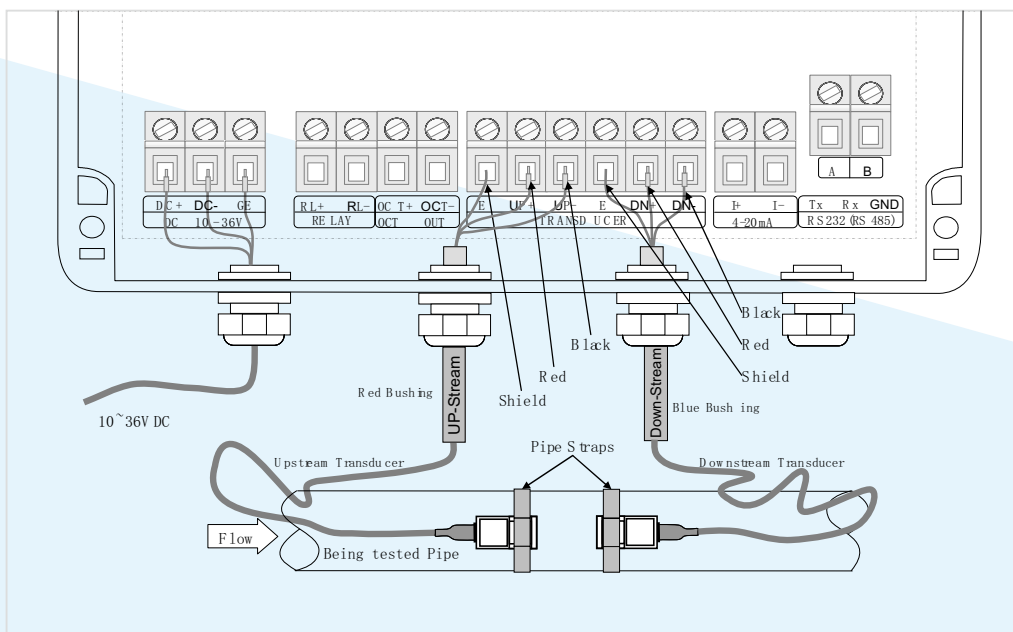 A B
DC+ DC- GE RL+ RL- OCT+ OCT- E UP+ UP- E DN+ DN- I+ I- Tx Rx GND
DC 10~36V RELAY OCT OUT TRANSDUCER 4-20mA RS232(RS485)
Black
Black Red
Red Shield
Shield
Red Bushing
UP-Stream
Down-Stream
Blue Bushing
10~36V DC
Pipe Straps
Upstream Transducer
Downstream Transducer
Flow
Being tested Pipe